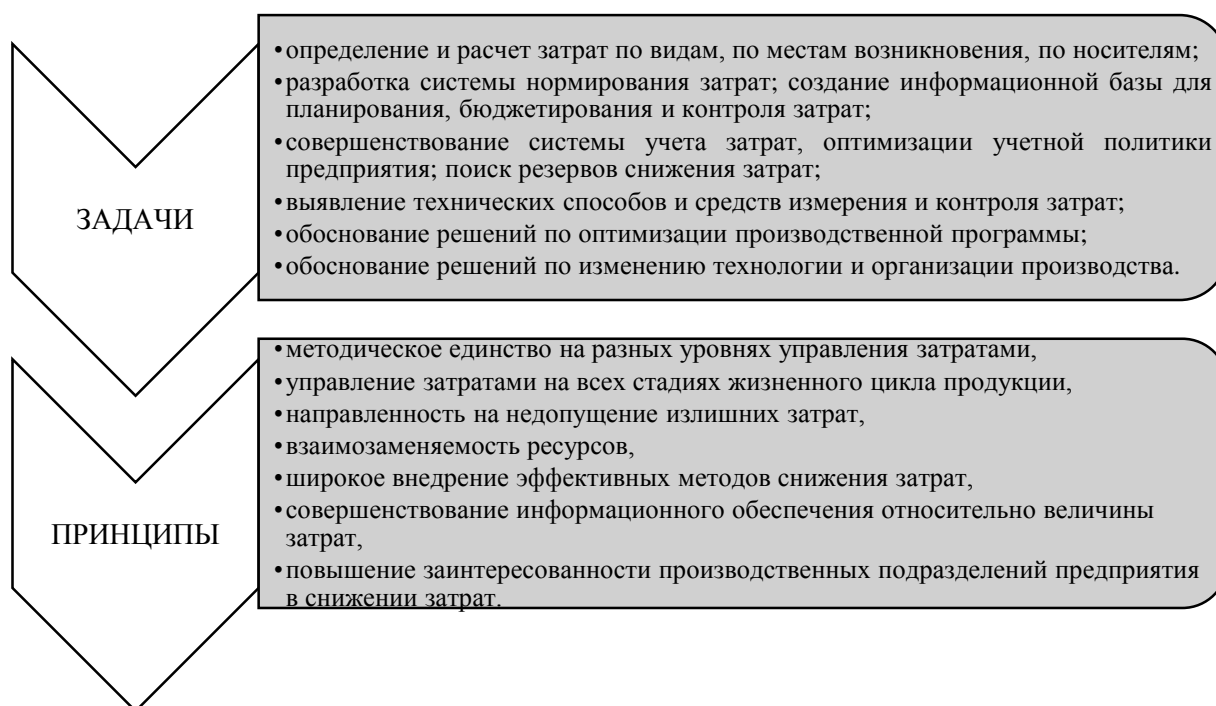 ЗАДАЧИ
•определение и расчет затрат по видам, по местам возникновения, по носителям;
•разработка системы нормирования затрат; создание информационной базы для
планирования, бюджетирования и контроля затрат;
•совершенствование системы учета затрат, оптимизации учетной политики
предприятия; поиск резервов снижения затрат;
•выявление технических способов и средств измерения и контроля затрат;
•обоснование решений по оптимизации производственной программы;
•обоснование решений по изменению технологии и организации производства.
ПРИНЦИПЫ
•методическое единство на разных уровнях управления затратами,
•управление затратами на всех стадиях жизненного цикла продукции,
•направленность на недопущение излишних затрат,
•взаимозаменяемость ресурсов,
•широкое внедрение эффективных методов снижения затрат,
•совершенствование информационного обеспечения относительно величины
затрат,
•повышение заинтересованности производственных подразделений предприятия
в снижении затрат.